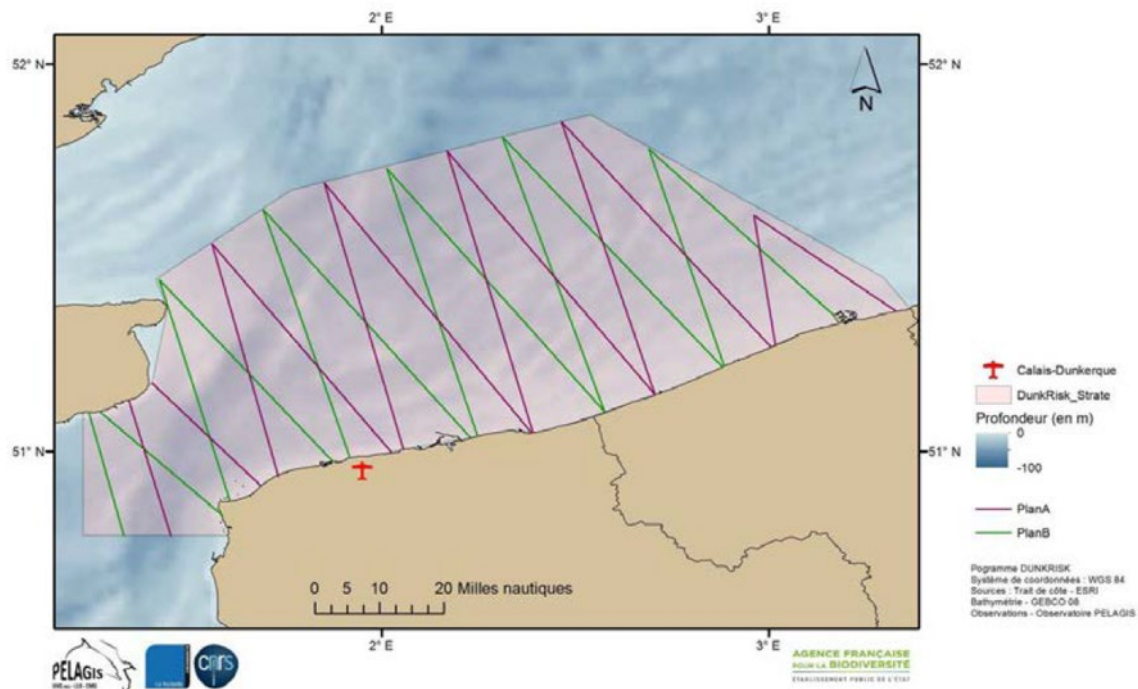 2° E 3° E
52° N 52° N
N
Calais-Dunkerque
DunkRisk_Strate
Profondeur (en m)
0
-100
51° N 51° N
PlanA
PlanB
0 5 10 20 Milles nautiques
Pogramme DUNKRISK
Système de coordonnées : WGS 84
Sources : Trait de côte - ESRI
Bathymétrie - GEBCO 08
Observations - Observatoire PELAGIS
2° E 3° E
PELAGIS
cnrs
AGENCE FRANÇAISE
POUR LA BIODIVERSITÉ
ÉTABLISSEMENT PUBLIC DE L'ÉTAT